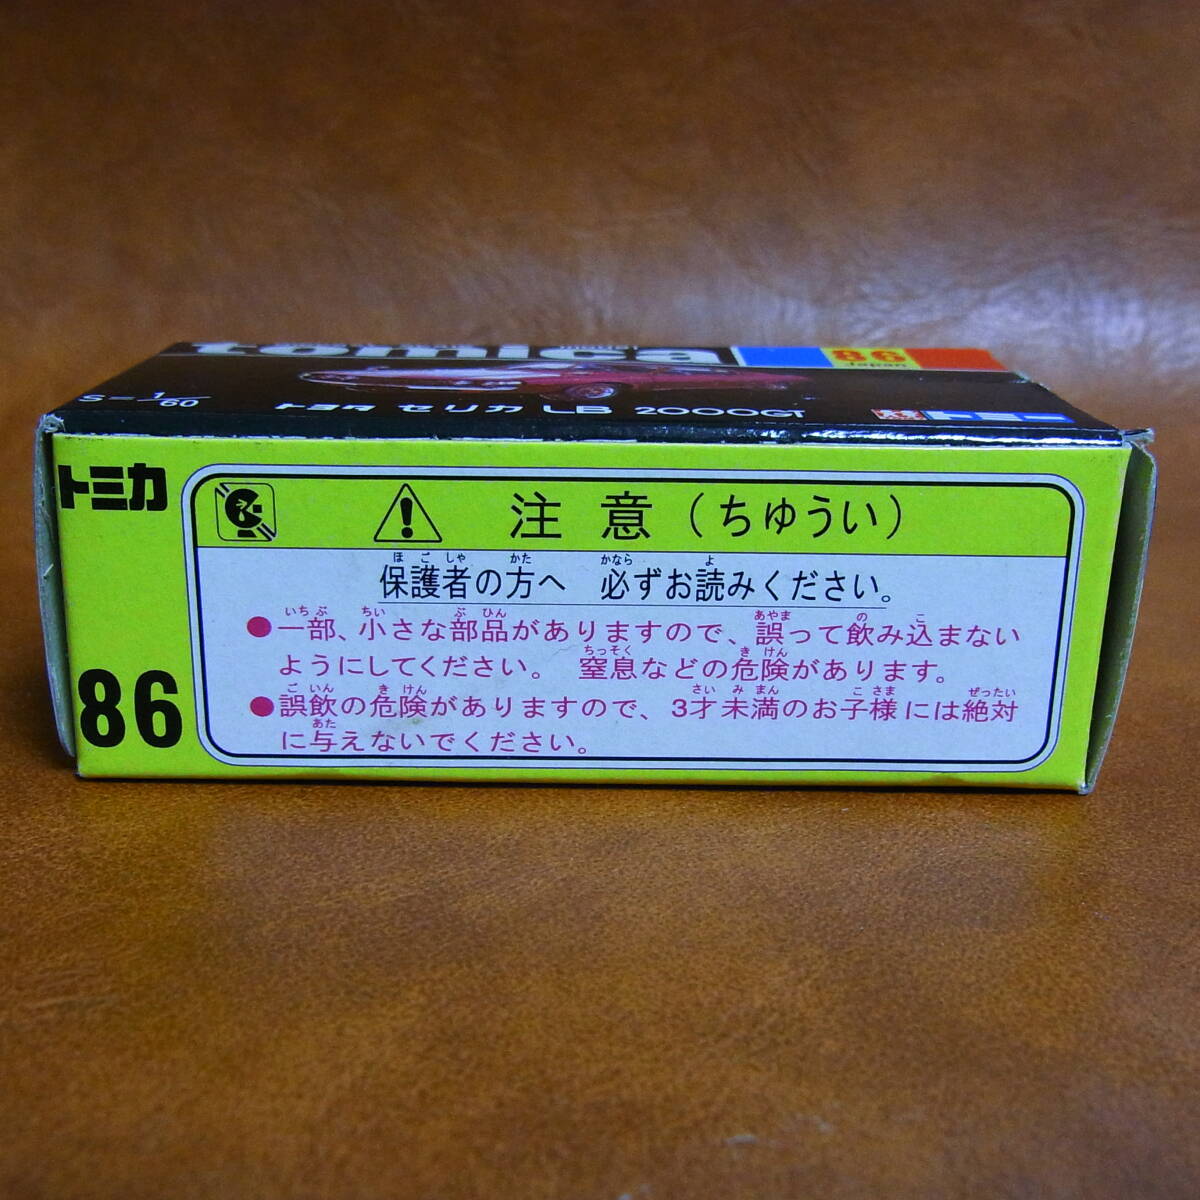 tomica
86
Japan
S=1/60
トヨタ セリカ LB 2000GT
トミー
トミカ
86
注意（ちゅうい）
ほごしゃ かた かなら よ
保護者の方へ 必ずお読みください。
いちぶ ちい ぶひん あやま の こ
●一部、小さな部品がありますので、誤って飲み込まない
ちっそく きけん
ようにしてください。 窒息などの危険があります。
ごいん きけん さいみまん こさま ぜったい
●誤飲の危険がありますので、3才未満のお子様には絶対
あた
に与えないでください。